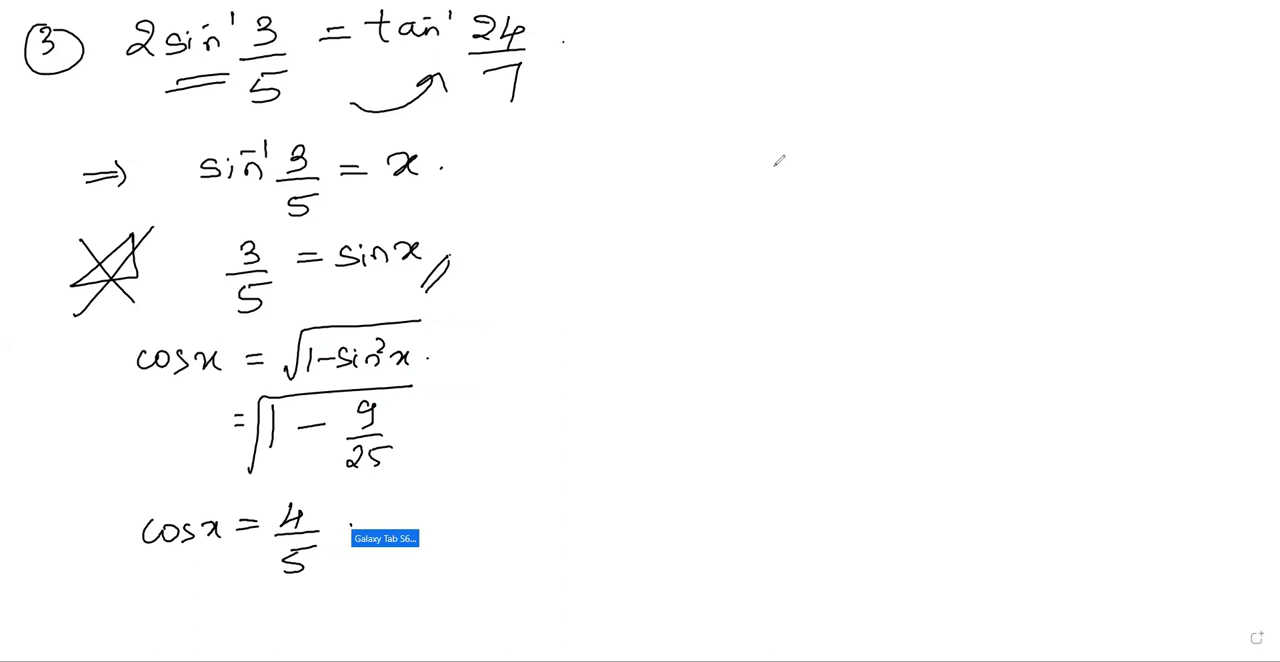 ③ 2 sin⁻¹ 3/5 = tan⁻¹ 24/7 .
⇒ sin⁻¹ 3/5 = x .
3/5 = sin x //
cos x = √(1 - sin² x) .
= √(1 - 9/25)
cos x = 4/5 .
Galaxy Tab S6...